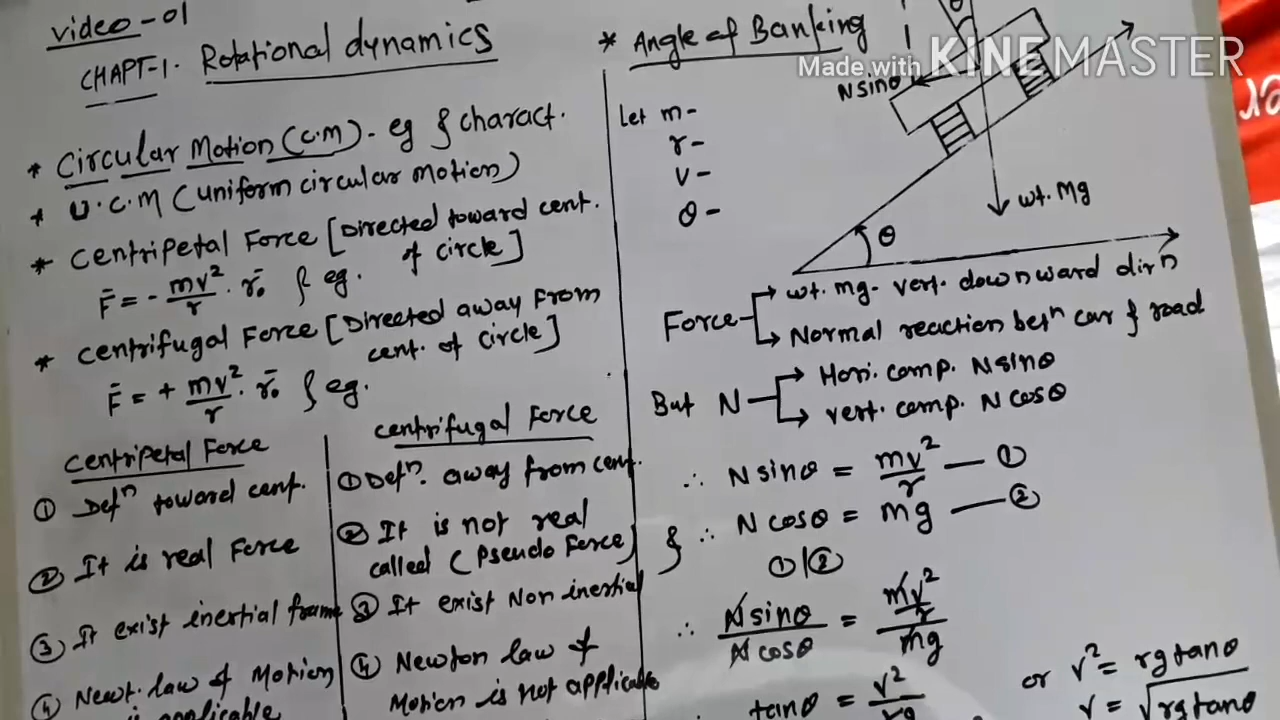 video-01
CHAPT-1. Rotational dynamics
* Circular Motion (C.M) - eg & charact.
* U.C.M (uniform circular motion)
* Centripetal Force [Directed toward cent. of circle]
F̄ = - mv²/r . r̄₀ & eg.
* Centrifugal Force [Directed away from cent. of circle]
F̄ = + mv²/r . r̄₀ & eg.
Centripetal Force
① Defⁿ toward cent.
② It is real Force
③ It exist inertial frame
④ Newt. law of Motion
applicable
centrifugal Force
① Defⁿ. away from cent.
② It is not real
called (Pseudo Force)
③ It exist Non inertial
④ Newton law of
Motion is not applicable
* Angle of Banking
Made with KINEMASTER
N sinθ
θ
Let m-
r-
v-
θ-
wt. Mg
θ
Force → wt. mg - vert. downward dirⁿ
→ Normal reaction betⁿ car & road
But N → Hori. comp. N sinθ
→ vert. comp. N cosθ
∴ N sinθ = mv²/r — ①
& ∴ N cosθ = mg — ②
①/②
∴ N sinθ / N cosθ = (mv²/r) / mg
tanθ = v²/rg
or v² = rg tanθ
v = √rg tanθ